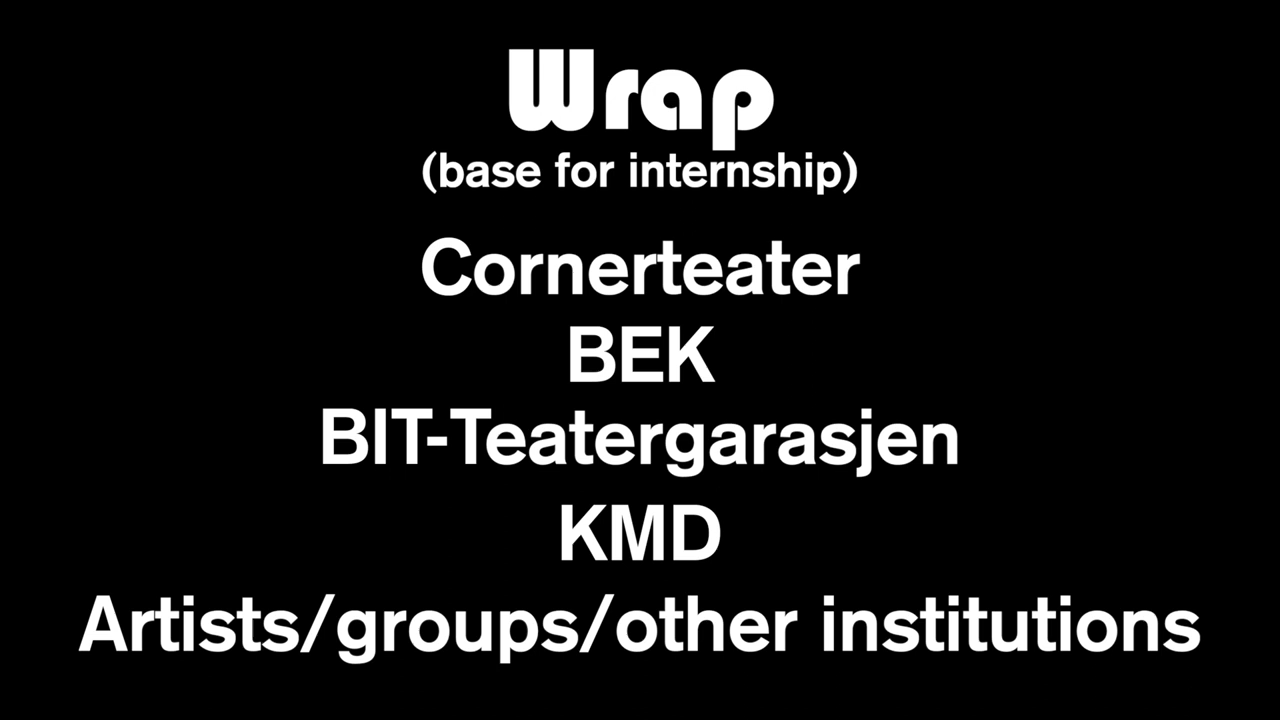 Wrap
(base for internship)
Cornerteater
BEK
BIT-Teatergarasjen
KMD
Artists/groups/other institutions